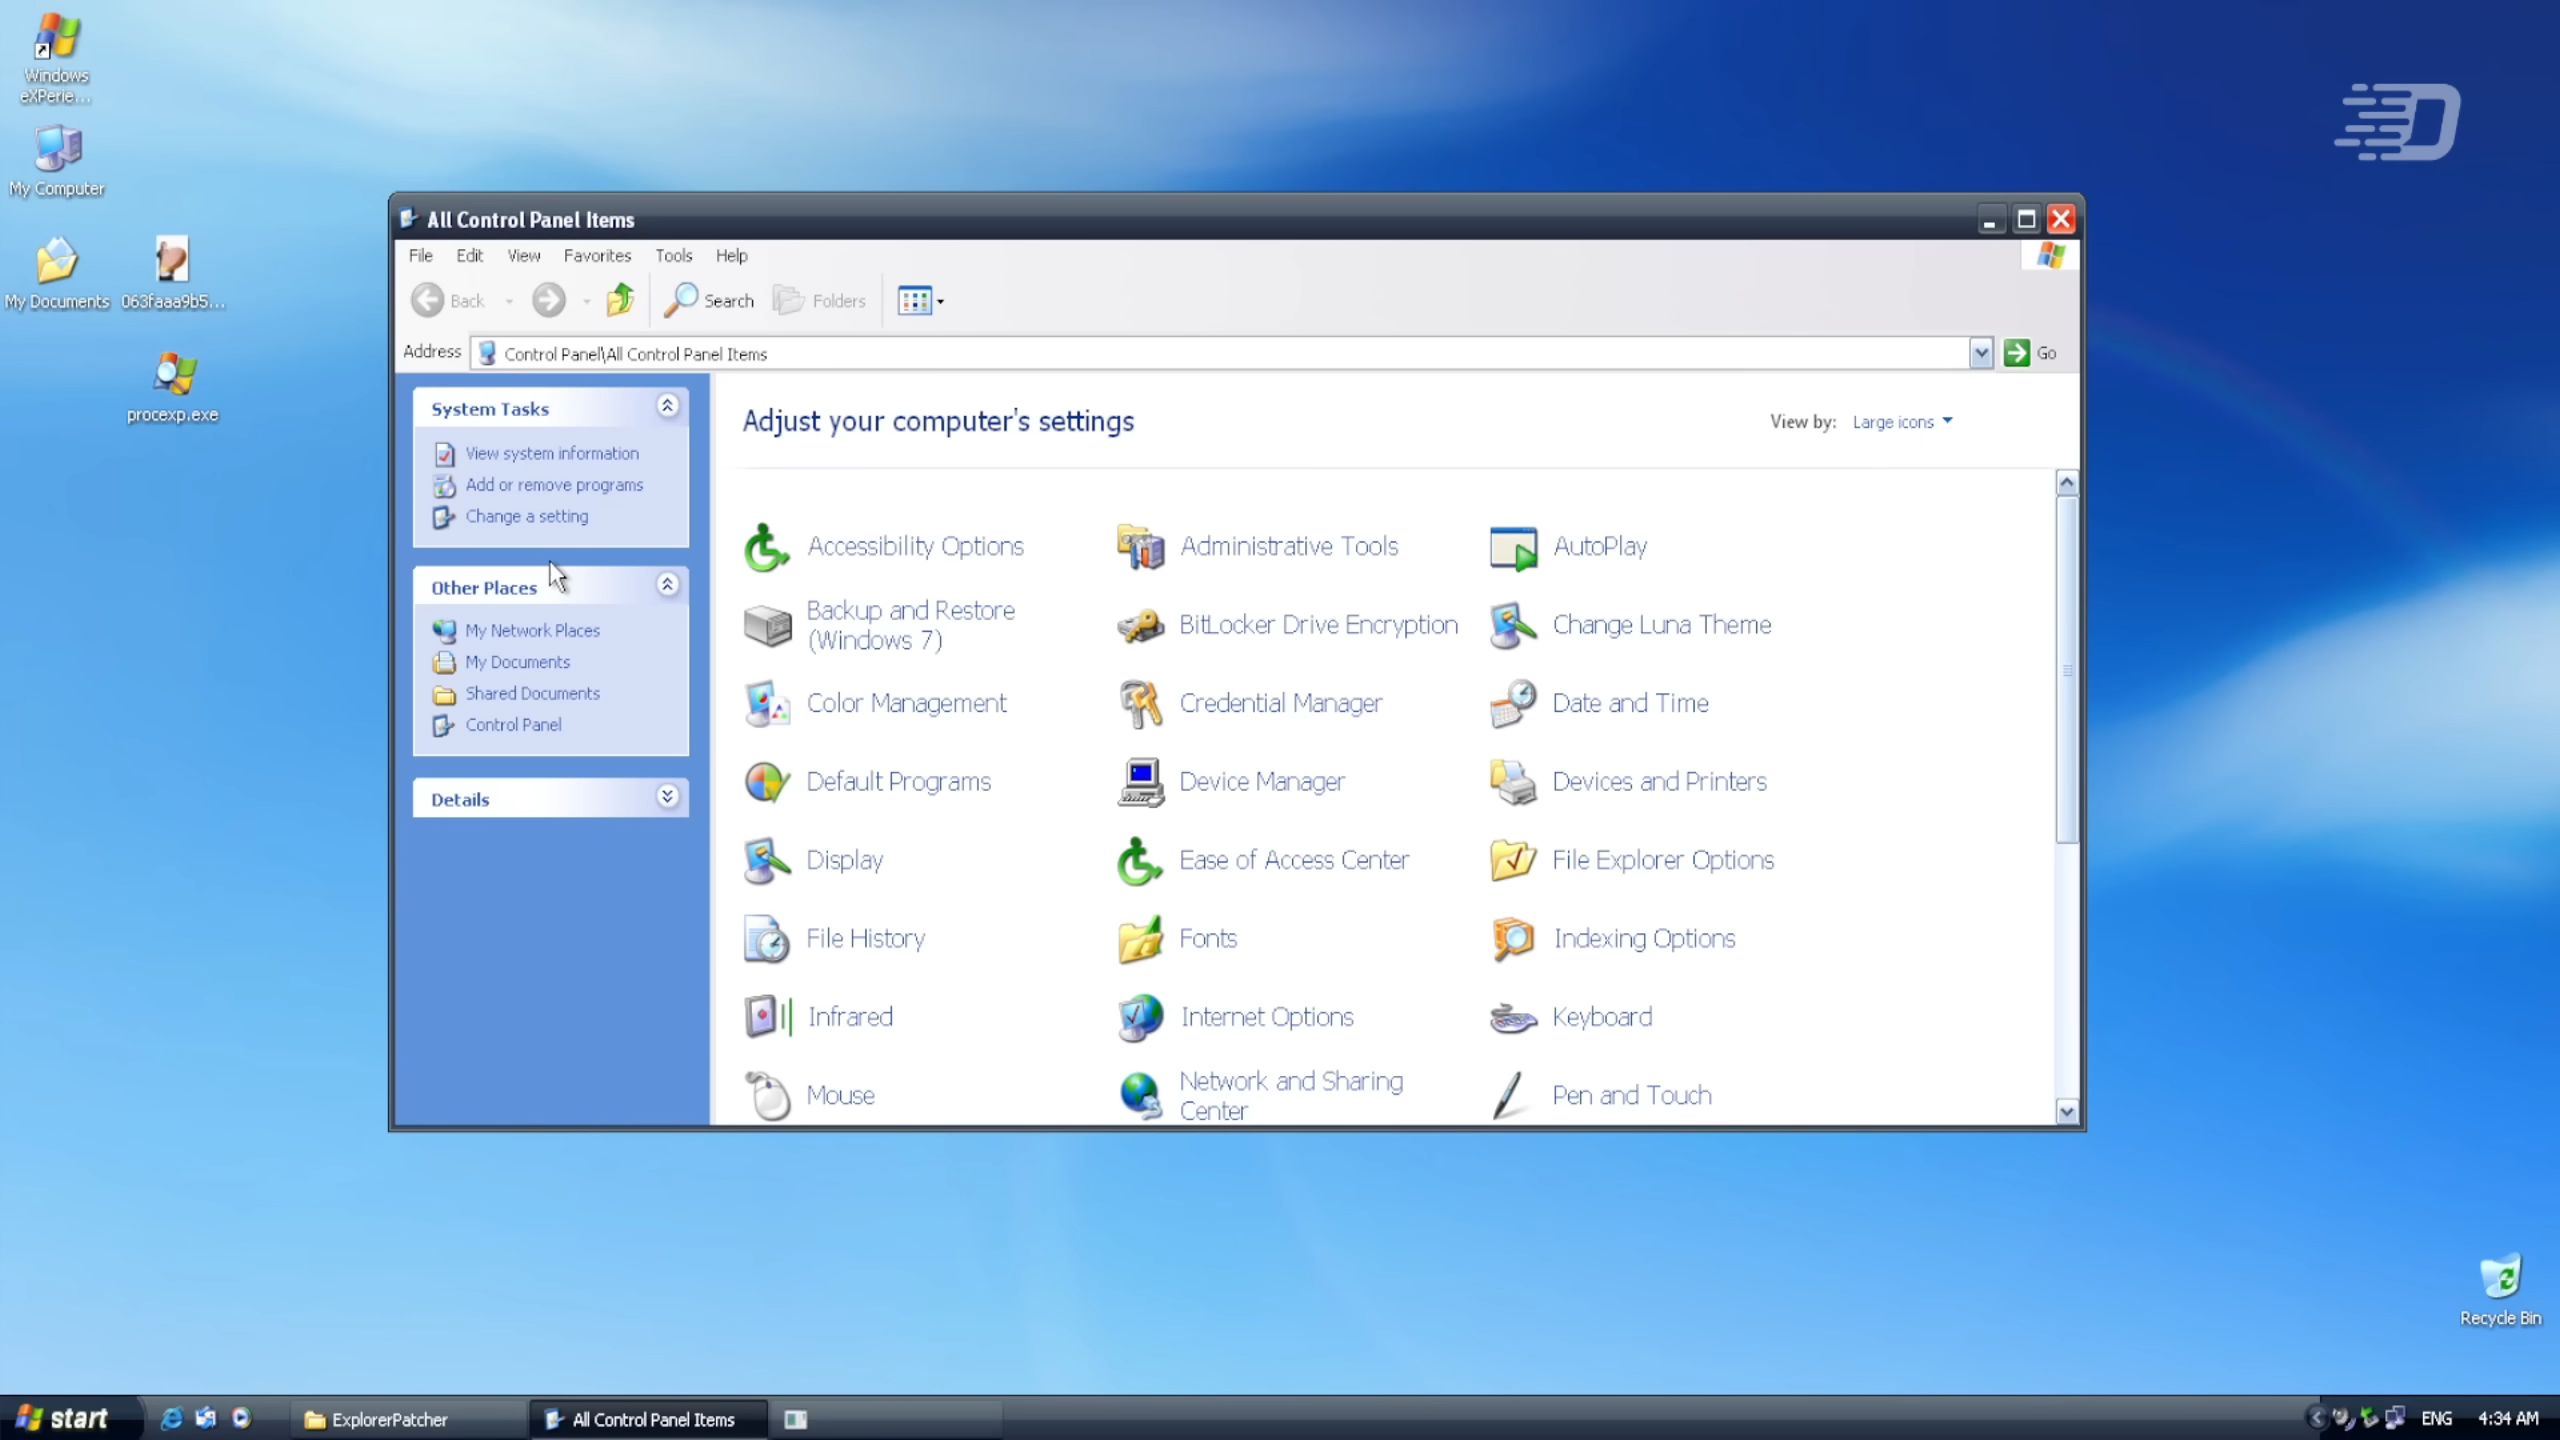 Windows
eXPerie...
My Computer
My Documents
063faaa9b5...
procexp.exe
All Control Panel Items
File Edit View Favorites Tools Help
Back Search Folders
Address Control Panel\All Control Panel Items Go
System Tasks
View system information
Add or remove programs
Change a setting
Other Places
My Network Places
My Documents
Shared Documents
Control Panel
Details
Adjust your computer's settings
View by: Large icons
Accessibility Options
Administrative Tools
AutoPlay
Backup and Restore
(Windows 7)
BitLocker Drive Encryption
Change Luna Theme
Color Management
Credential Manager
Date and Time
Default Programs
Device Manager
Devices and Printers
Display
Ease of Access Center
File Explorer Options
File History
Fonts
Indexing Options
Infrared
Internet Options
Keyboard
Mouse
Network and Sharing
Center
Pen and Touch
Recycle Bin
start
ExplorerPatcher
All Control Panel Items
ENG
4:34 AM
D